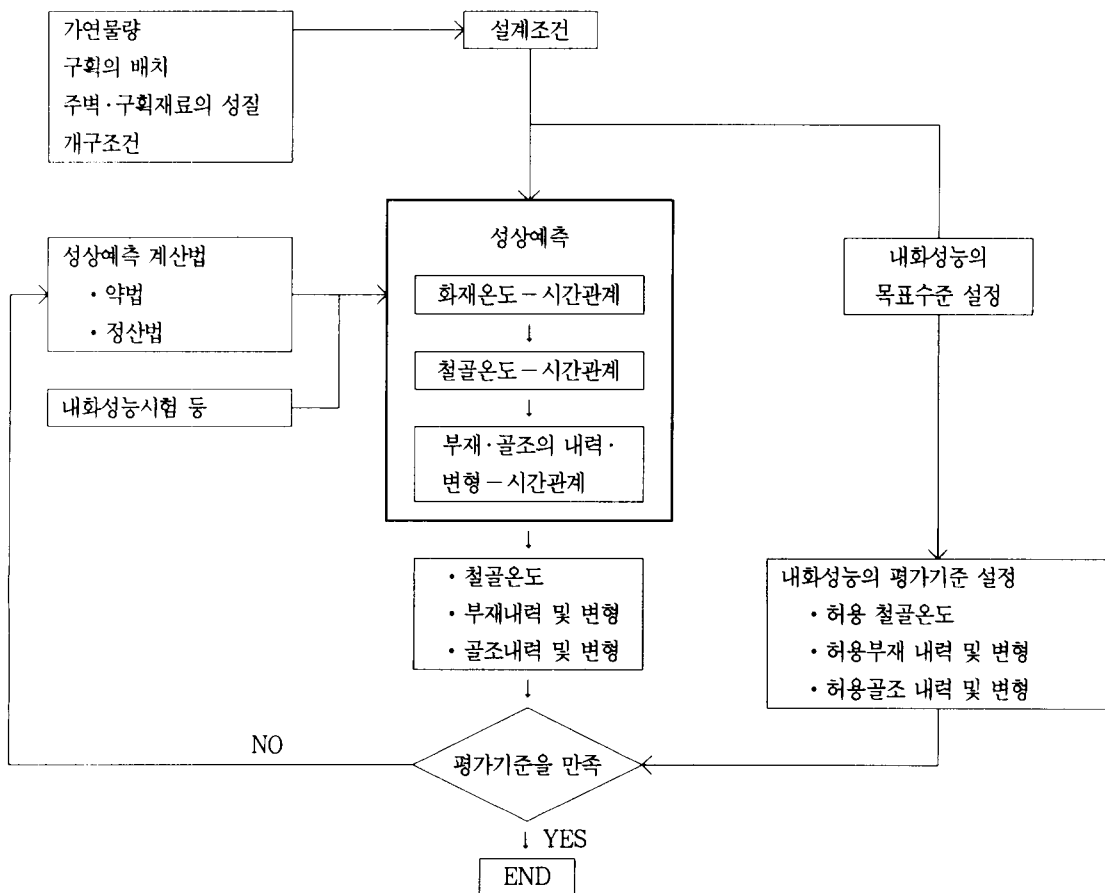 가연물량
구획의 배치
주벽·구획재료의 성질
개구조건
설계조건
성상예측 계산법
・약법
・정산법
내화성능시험 등
성상예측
화재온도－시간관계
철골온도－시간관계
부재·골조의 내력·
변형－시간관계
내화성능의
목표수준 설정
・철골온도
・부재내력 및 변형
・골조내력 및 변형
내화성능의 평가기준 설정
・허용 철골온도
・허용부재 내력 및 변형
・허용골조 내력 및 변형
NO
평가기준을 만족
YES
END